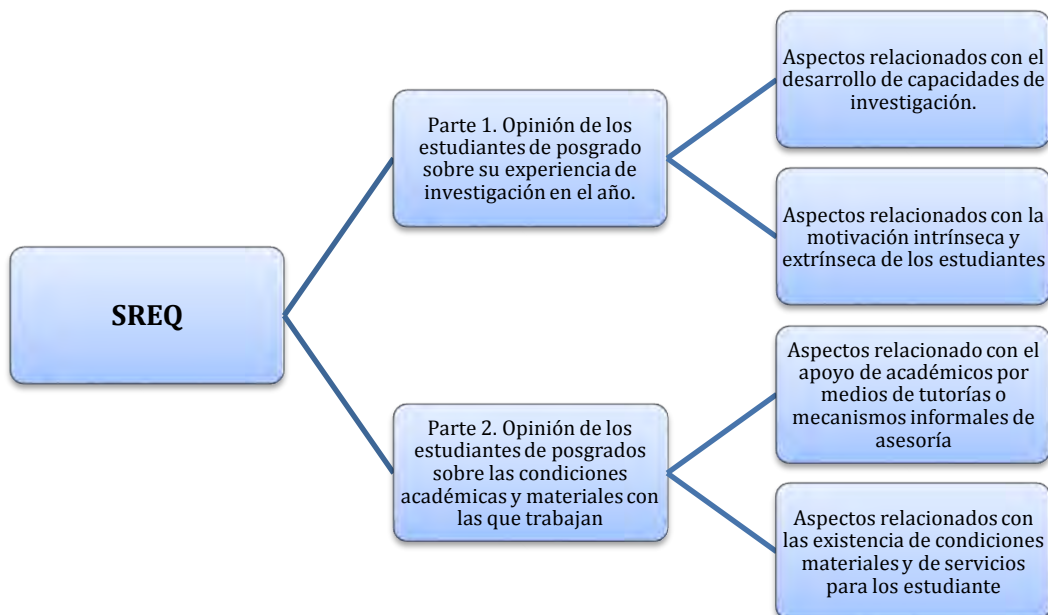 SREQ
Parte 1. Opinión de los
estudiantes de posgrado
sobre su experiencia de
investigación en el año.
Aspectos relacionados con el
desarrollo de capacidades de
investigación.
Aspectos relacionados con la
motivación intrínseca y
extrínseca de los estudiantes
Parte 2. Opinión de los
estudiantes de posgrados
sobre las condiciones
académicas y materiales con
las que trabajan
Aspectos relacionado con el
apoyo de académicos por
medios de tutorías o
mecanismos informales de
asesoría
Aspectos relacionados con
las existencia de condiciones
materiales y de servicios
para los estudiante